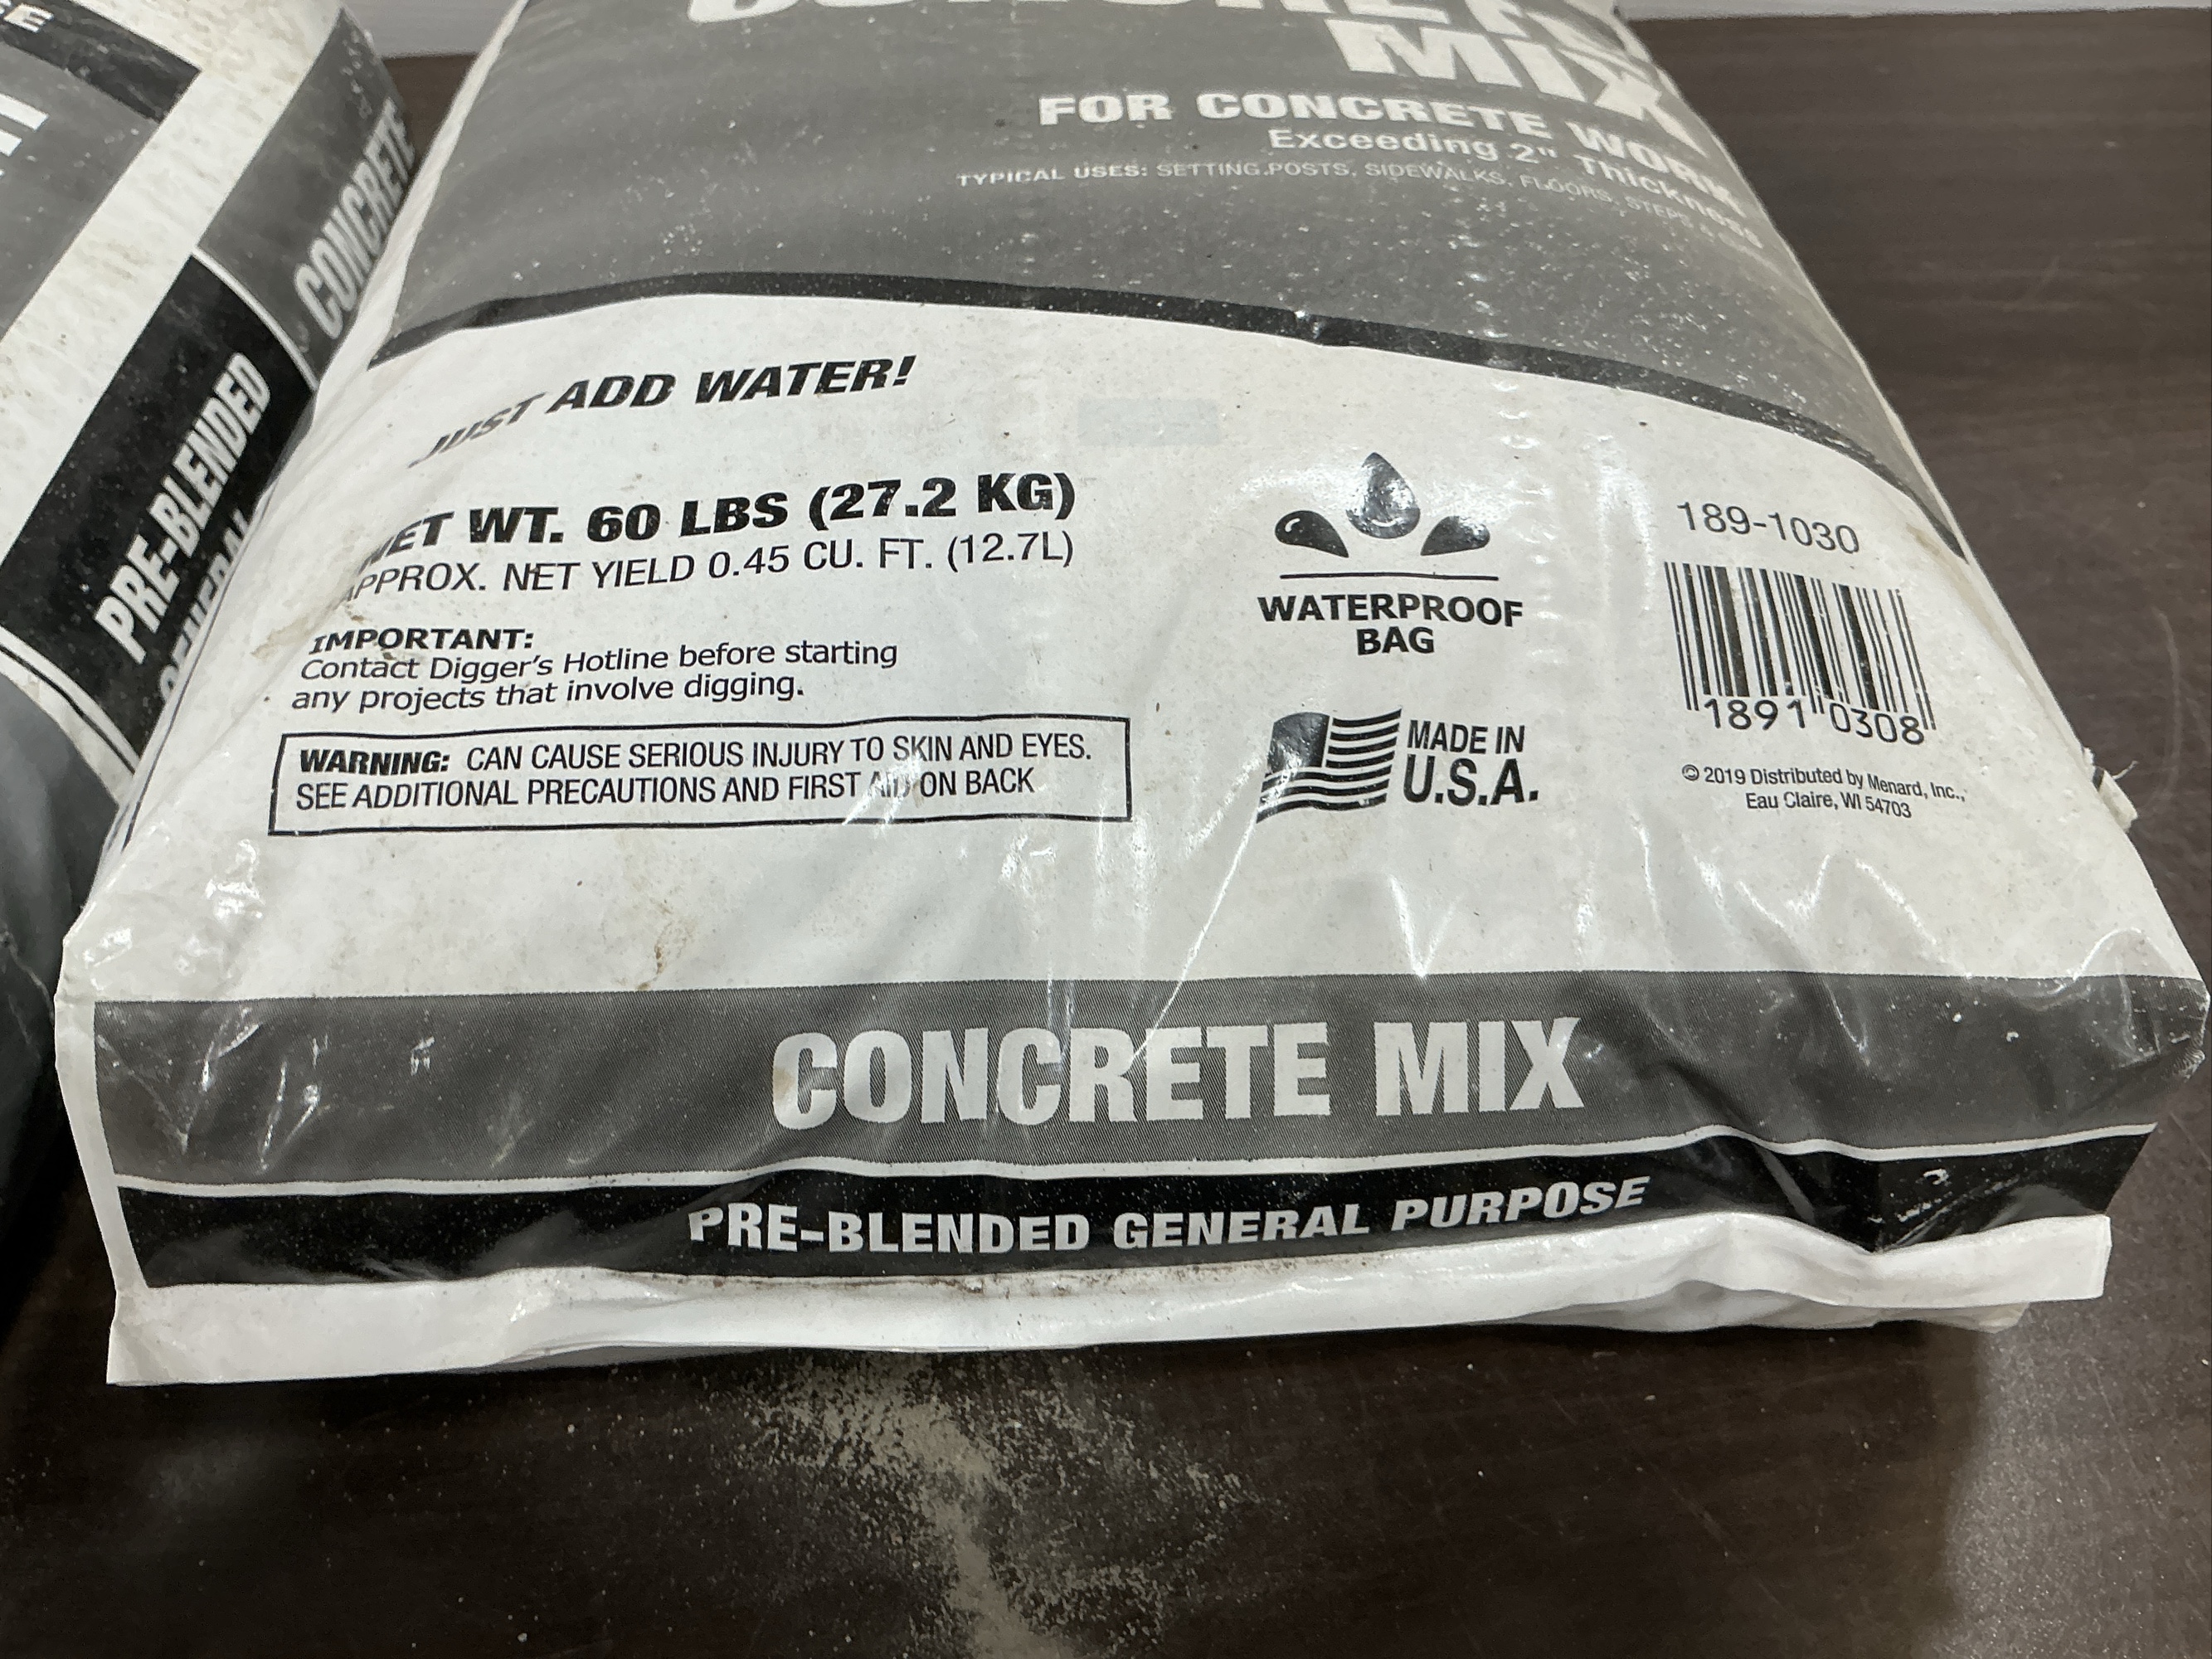 CONCRETE
MIX
FOR CONCRETE WORK
Exceeding 2" Thickness
TYPICAL USES: SETTING POSTS, SIDEWALKS, FLOORS, STEPS
JUST ADD WATER!
NET WT. 60 LBS (27.2 KG)
APPROX. NET YIELD 0.45 CU. FT. (12.7L)
IMPORTANT:
Contact Digger's Hotline before starting
any projects that involve digging.
WARNING: CAN CAUSE SERIOUS INJURY TO SKIN AND EYES.
SEE ADDITIONAL PRECAUTIONS AND FIRST AID ON BACK
WATERPROOF
BAG
MADE IN
U.S.A.
189-1030
1891 0308
© 2019 Distributed by Menard, Inc.,
Eau Claire, WI 54703
CONCRETE MIX
PRE-BLENDED GENERAL PURPOSE
CONCRETE
PRE-BLENDED
GENERAL